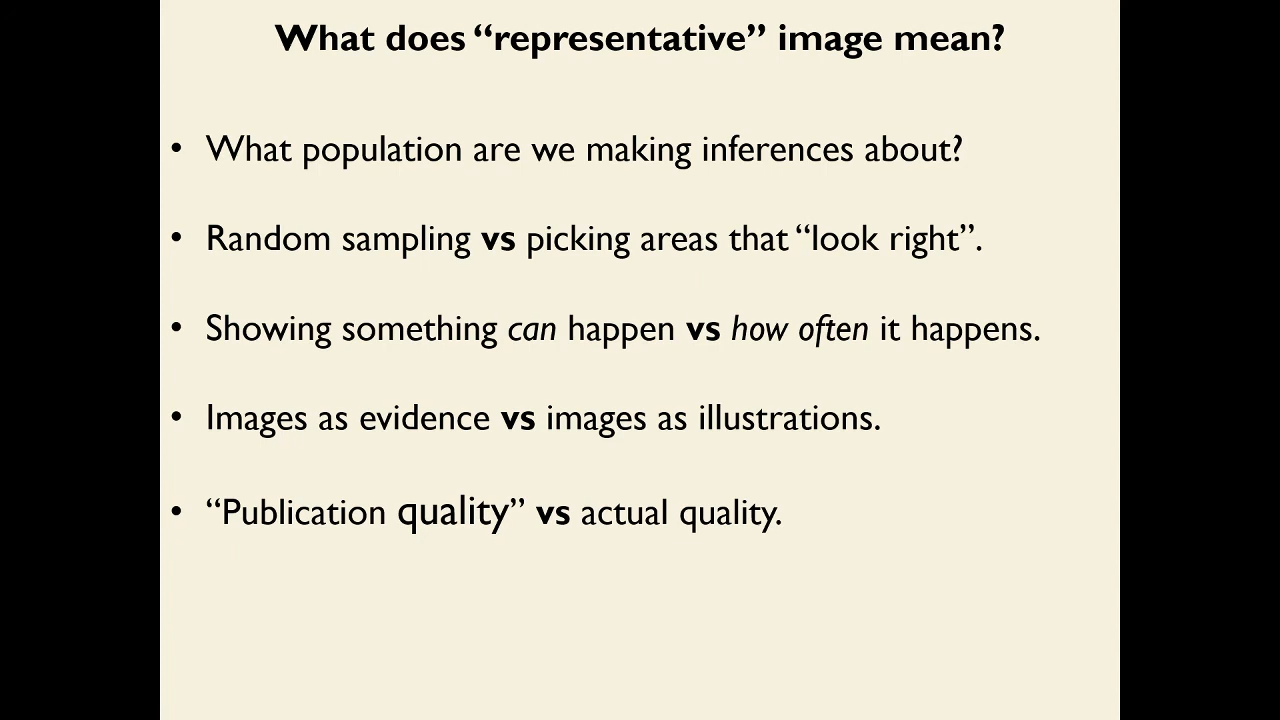 What does “representative” image mean?
• What population are we making inferences about?
• Random sampling vs picking areas that “look right”.
• Showing something can happen vs how often it happens.
• Images as evidence vs images as illustrations.
• “Publication quality” vs actual quality.